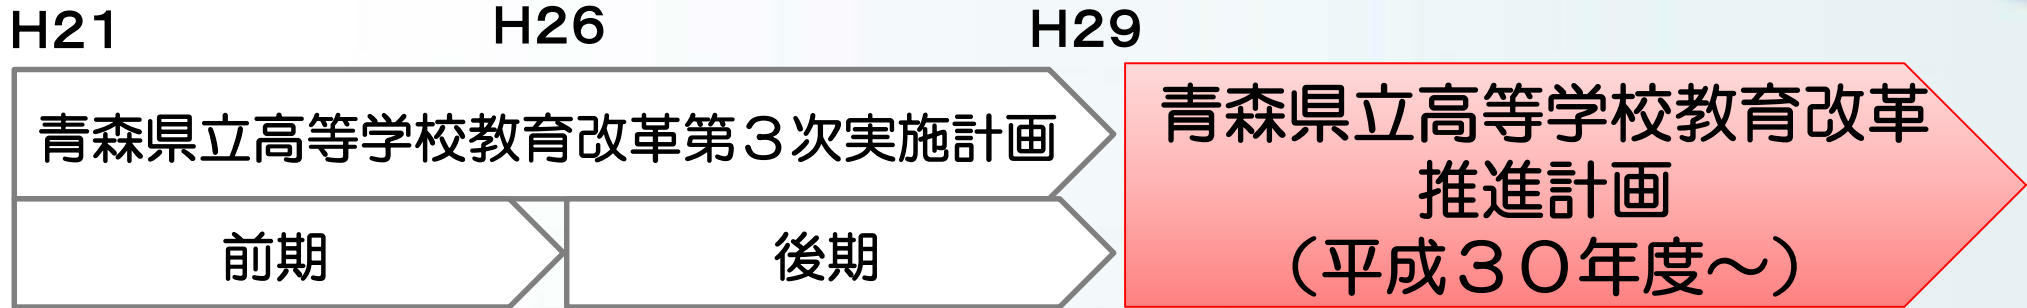 H21
H26
H29
青森県立高等学校教育改革第３次実施計画
前期
後期
青森県立高等学校教育改革
推進計画
（平成３０年度～）